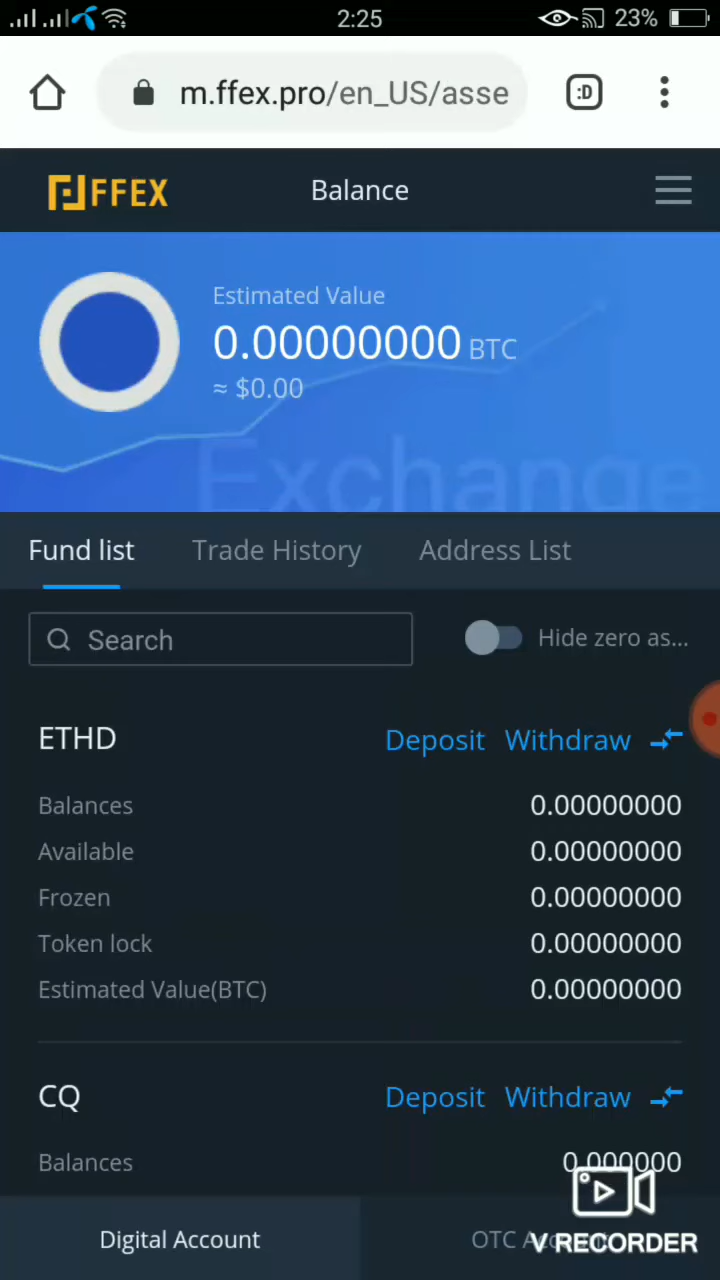 2:25
23%
m.ffex.pro/en_US/asse
:D
FFEX
Balance
Estimated Value
0.00000000 BTC
≈ $0.00
Exchange
Fund list Trade History Address List
Search
Hide zero as...
ETHD Deposit Withdraw
Balances 0.00000000
Available 0.00000000
Frozen 0.00000000
Token lock 0.00000000
Estimated Value(BTC) 0.00000000
CQ Deposit Withdraw
Balances 0.000000
Digital Account
OTC
V RECORDER